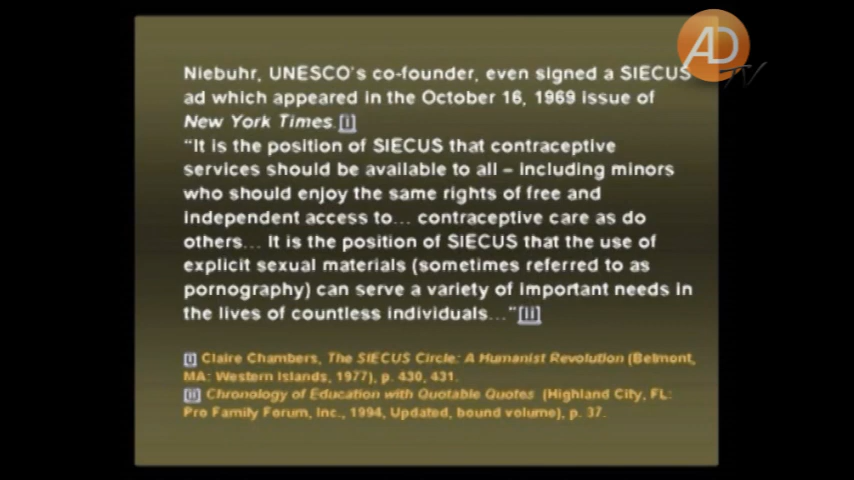 AD
TV
Niebuhr, UNESCO's co-founder, even signed a SIECUS
ad which appeared in the October 16, 1969 issue of
New York Times.[i]
"It is the position of SIECUS that contraceptive
services should be available to all – including minors
who should enjoy the same rights of free and
independent access to... contraceptive care as do
others... It is the position of SIECUS that the use of
explicit sexual materials (sometimes referred to as
pornography) can serve a variety of important needs in
the lives of countless individuals..."[ii]
[i] Claire Chambers, The SIECUS Circle: A Humanist Revolution (Belmont,
MA: Western Islands, 1977), p. 430, 431.
[ii] Chronology of Education with Quotable Quotes (Highland City, FL:
Pro Family Forum, Inc., 1994, Updated, bound volume), p. 37.